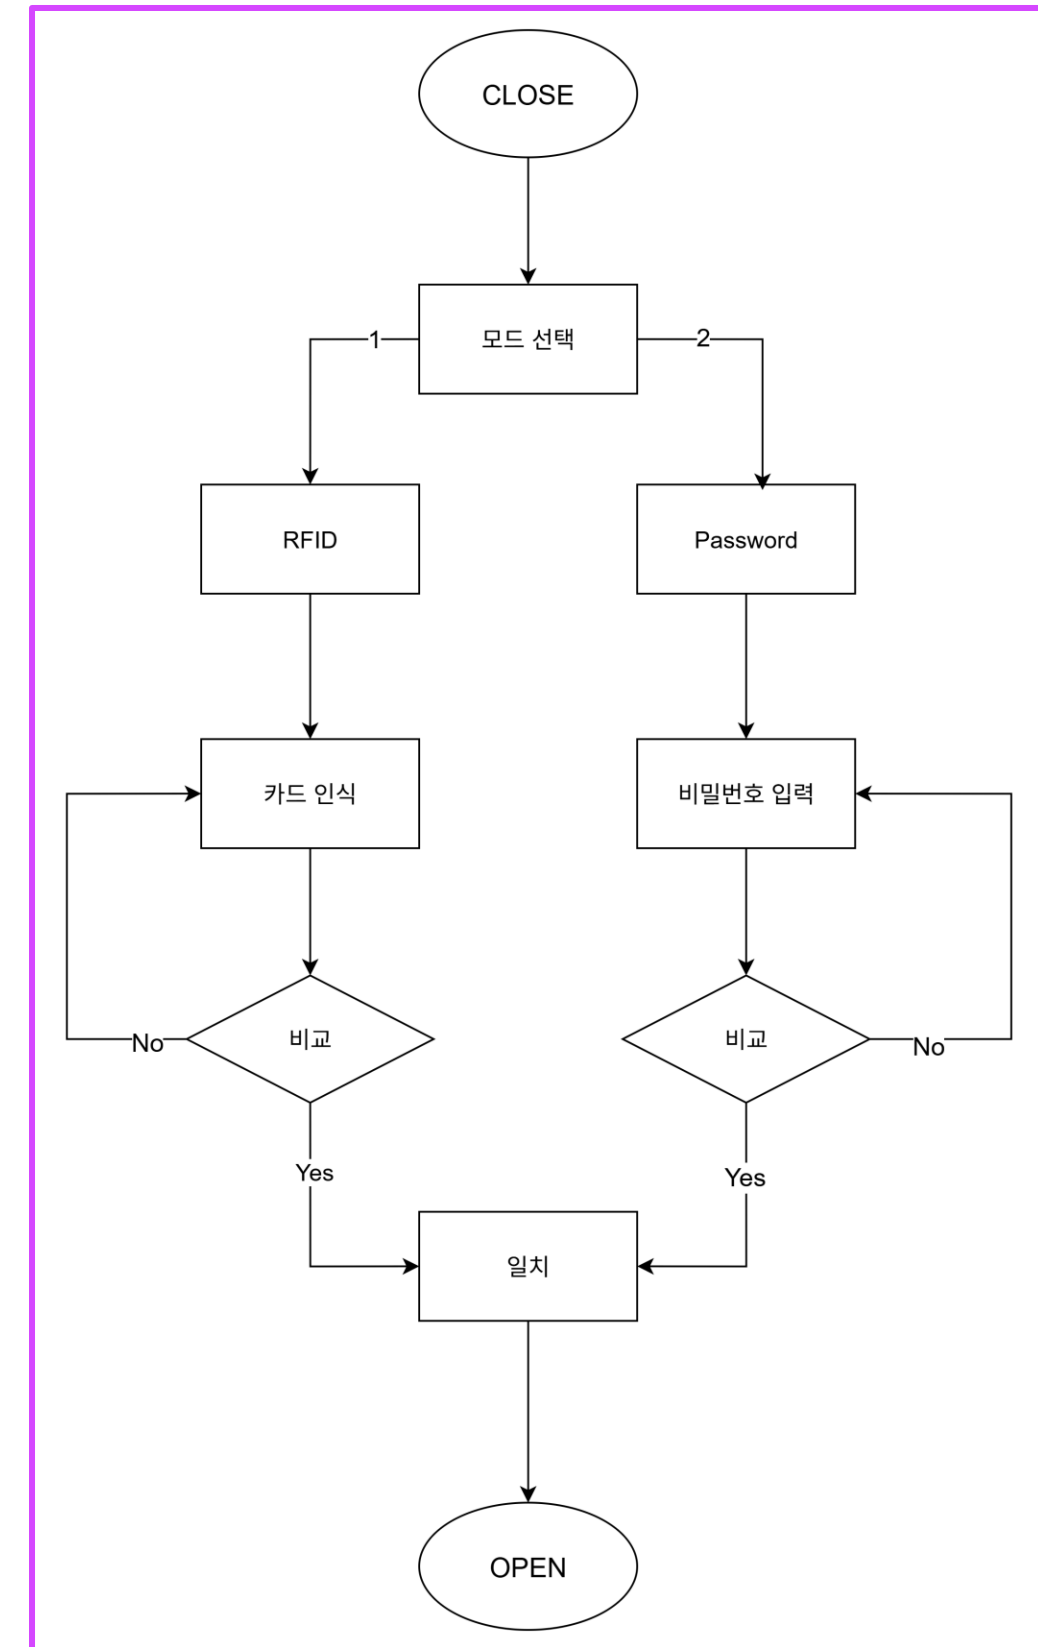 CLOSE
모드 선택
1
2
RFID
Password
카드 인식
비밀번호 입력
비교
비교
No
No
Yes
Yes
일치
OPEN